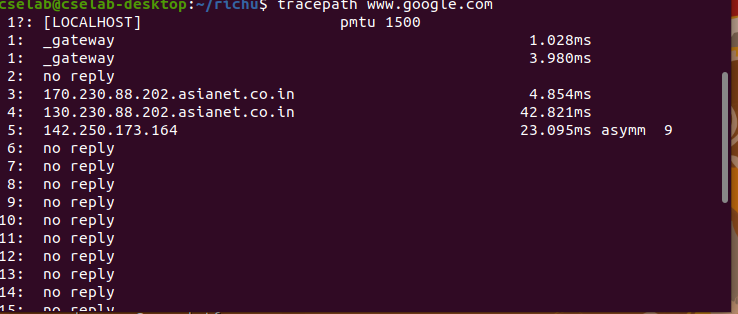 cselab@cselab-desktop:~/richu$ tracepath www.google.com
1?: [LOCALHOST] pmtu 1500
1: _gateway 1.028ms
1: _gateway 3.980ms
2: no reply
3: 170.230.88.202.asianet.co.in 4.854ms
4: 130.230.88.202.asianet.co.in 42.821ms
5: 142.250.173.164 23.095ms asymm 9
6: no reply
7: no reply
8: no reply
9: no reply
10: no reply
11: no reply
12: no reply
13: no reply
14: no reply
15: no reply